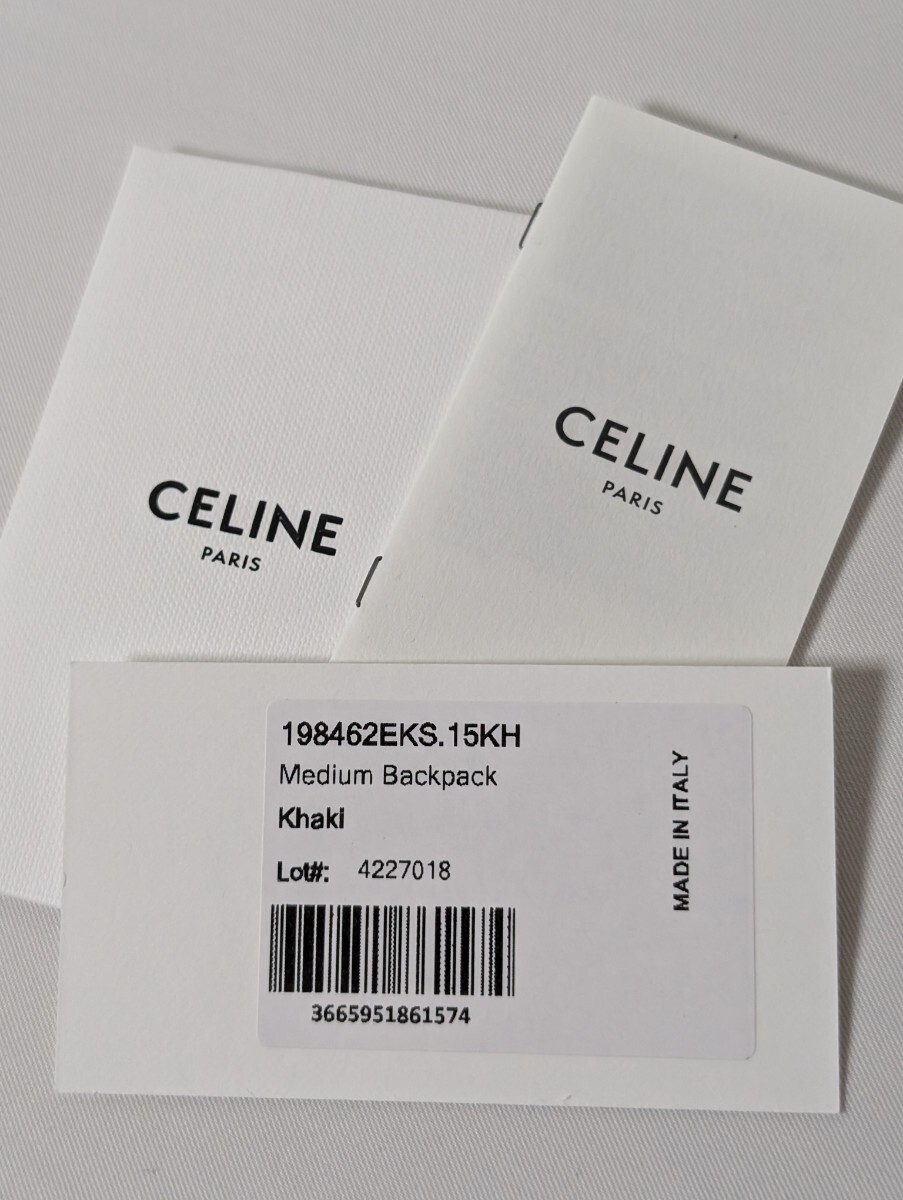 CELINE
PARIS
CELINE
PARIS
198462EKS.15KH
Medium Backpack
Khaki
Lot#: 4227018
3665951861574
MADE IN ITALY